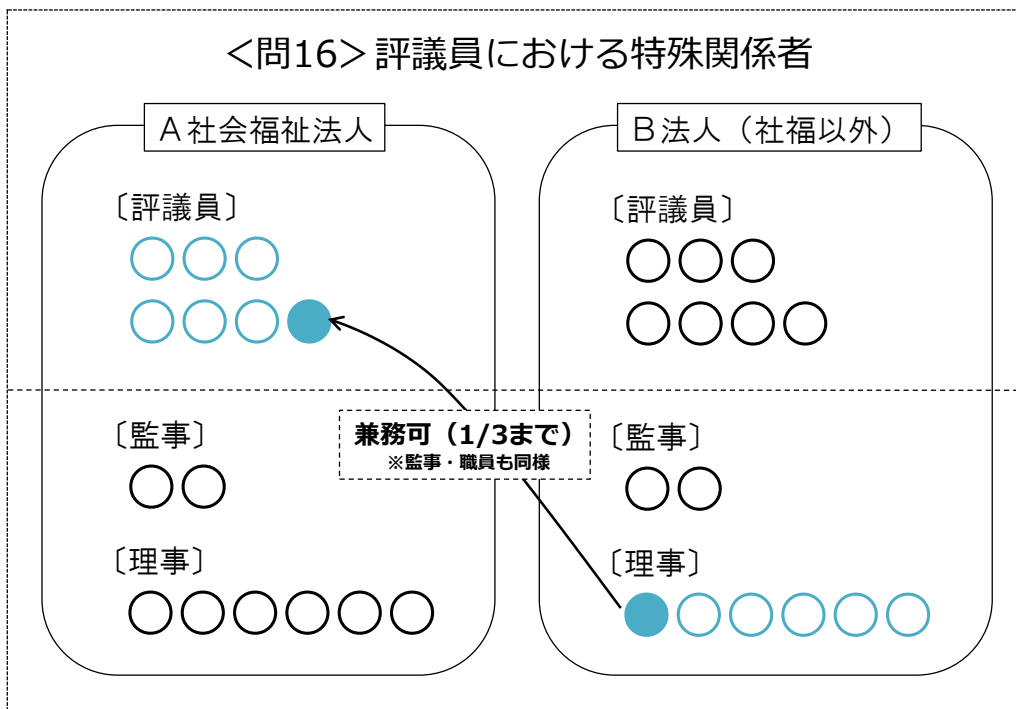 ＜問16＞評議員における特殊関係者
Ａ社会福祉法人
Ｂ法人（社福以外）
〔評議員〕
〔評議員〕
兼務可（1/3まで）
※監事・職員も同様
〔監事〕
〔監事〕
〔理事〕
〔理事〕